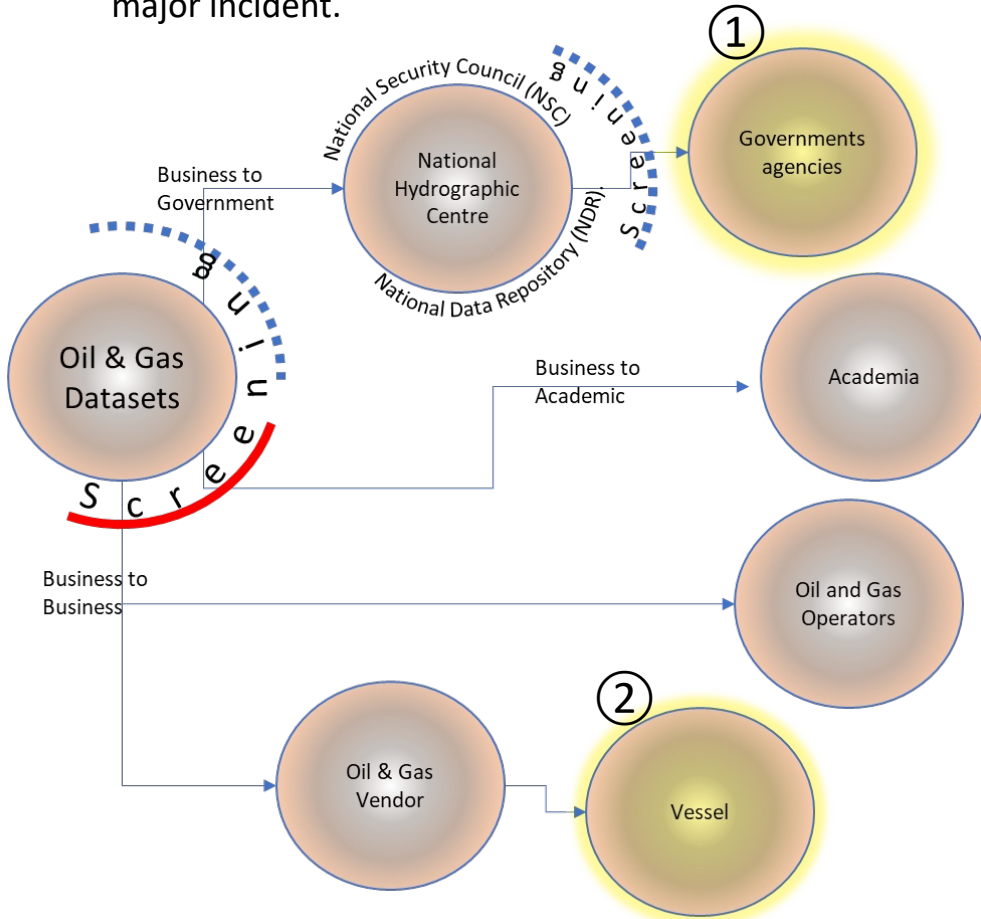 major incident.
1
National Security Council (NSC)
Screening
Governments
agencies
National
Hydrographic
Centre
Business to
Government
National Data Repository (NDR).
Screening
Oil & Gas
Datasets
Business to
Academic
Academia
Business to
Business
Oil and Gas
Operators
2
Oil & Gas
Vendor
Vessel